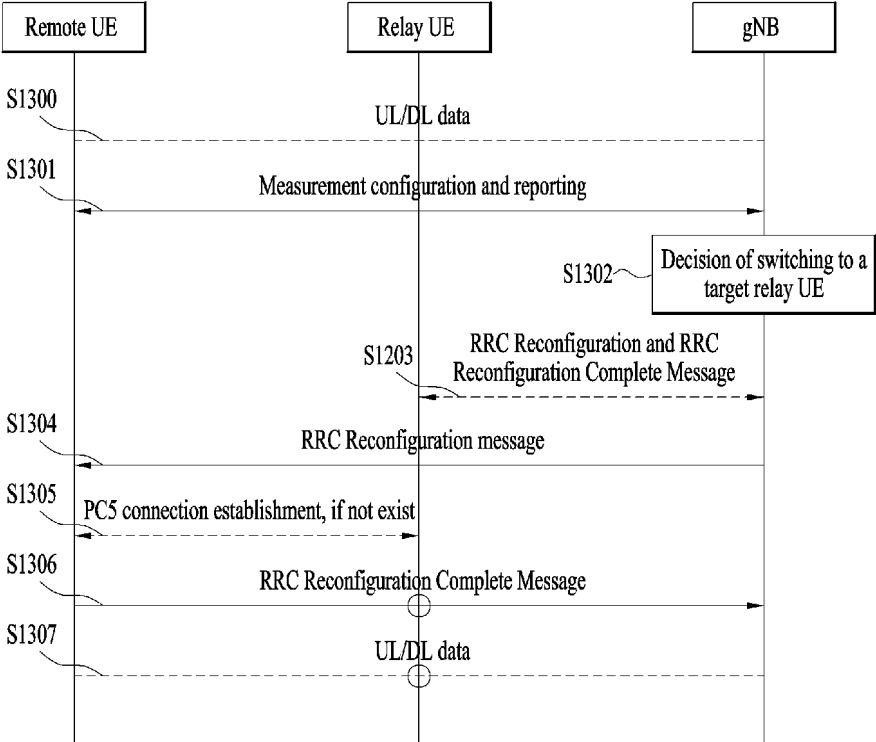 Remote UE
Relay UE
gNB
S1300
UL/DL data
S1301
Measurement configuration and reporting
S1302
Decision of switching to a
target relay UE
S1203
RRC Reconfiguration and RRC
Reconfiguration Complete Message
S1304
RRC Reconfiguration message
S1305
PC5 connection establishment, if not exist
S1306
RRC Reconfiguration Complete Message
S1307
UL/DL data